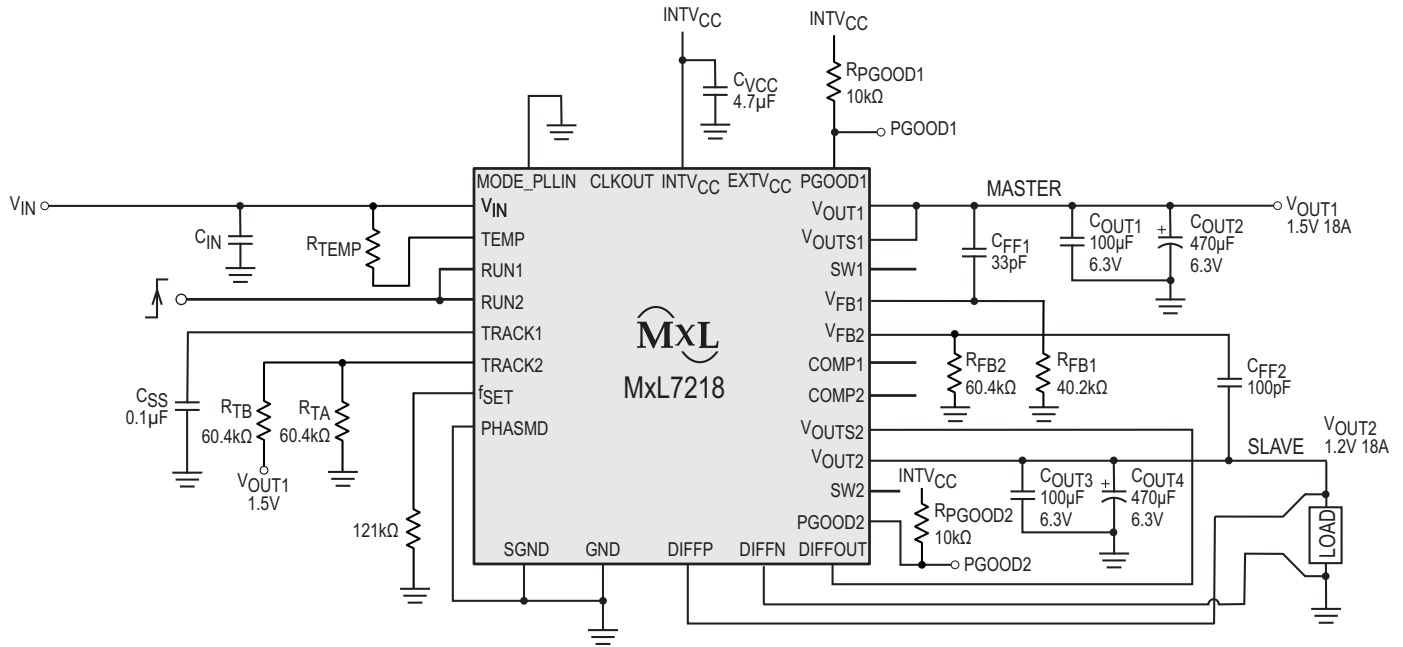 INTVCC
INTVCC
CVCC
4.7µF
RPGOOD1
10kΩ
PGOOD1
MODE_PLLIN CLKOUT INTVCC EXTVCC PGOOD1
VIN
CIN
RTEMP
VIN
TEMP
RUN1
RUN2
TRACK1
TRACK2
fSET
PHASMD
CSS
0.1µF
RTB
60.4kΩ
RTA
60.4kΩ
VOUT1
1.5V
121kΩ
MxL
MxL7218
VOUT1
VOUTS1
SW1
VFB1
VFB2
COMP1
COMP2
VOUTS2
VOUT2
SW2
PGOOD2
SGND GND DIFFP DIFFN DIFFOUT
MASTER
CFF1
33pF
COUT1
100µF
6.3V
+
COUT2
470µF
6.3V
VOUT1
1.5V 18A
RFB2
60.4kΩ
RFB1
40.2kΩ
CFF2
100pF
SLAVE
VOUT2
1.2V 18A
INTVCC
RPGOOD2
10kΩ
PGOOD2
COUT3
100µF
6.3V
+
COUT4
470µF
6.3V
LOAD